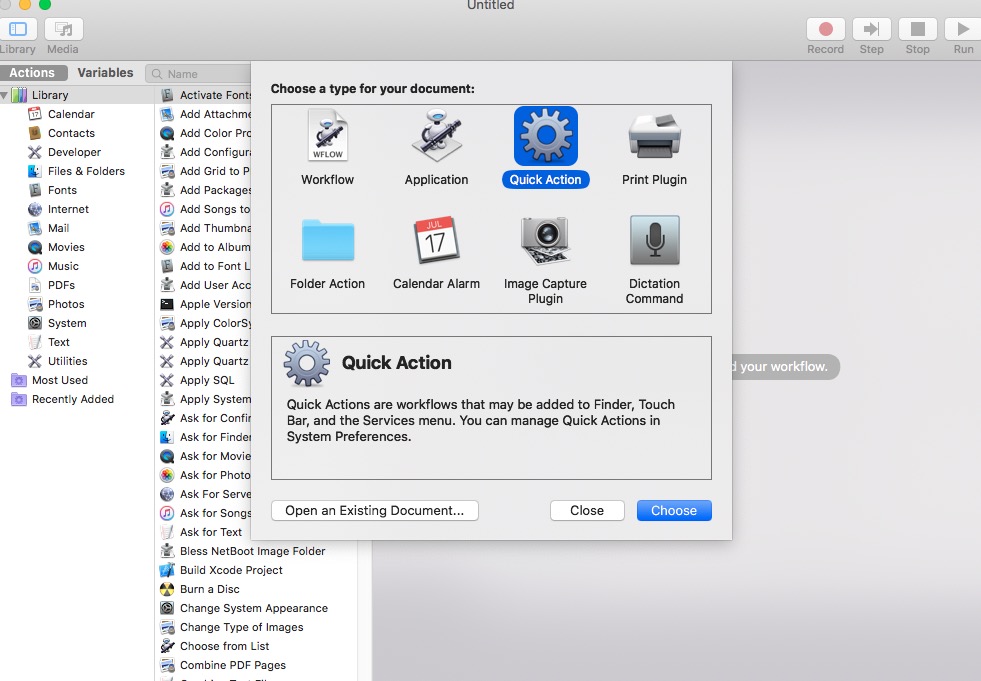 Untitled
Library
Media
Record
Step
Stop
Run
Actions
Variables
Name
Library
Calendar
Contacts
Developer
Files & Folders
Fonts
Internet
Mail
Movies
Music
PDFs
Photos
System
Text
Utilities
Most Used
Recently Added
Activate Fonts
Add Attachme
Add Color Pro
Add Configura
Add Grid to P
Add Packages
Add Songs to
Add Thumbna
Add to Album
Add to Font L
Add User Acc
Apple Version
Apply ColorSy
Apply Quartz
Apply Quartz
Apply SQL
Apply System
Ask for Confir
Ask for Finder
Ask for Movie
Ask for Photo
Ask For Serve
Ask for Songs
Ask for Text
Bless NetBoot Image Folder
Build Xcode Project
Burn a Disc
Change System Appearance
Change Type of Images
Choose from List
Combine PDF Pages
Choose a type for your document:
WFLOW
Workflow
Application
Quick Action
Print Plugin
Folder Action
JUL
17
Calendar Alarm
Image Capture
Plugin
Dictation
Command
Quick Action
Quick Actions are workflows that may be added to Finder, Touch
Bar, and the Services menu. You can manage Quick Actions in
System Preferences.
Open an Existing Document...
Close
Choose
d your workflow.